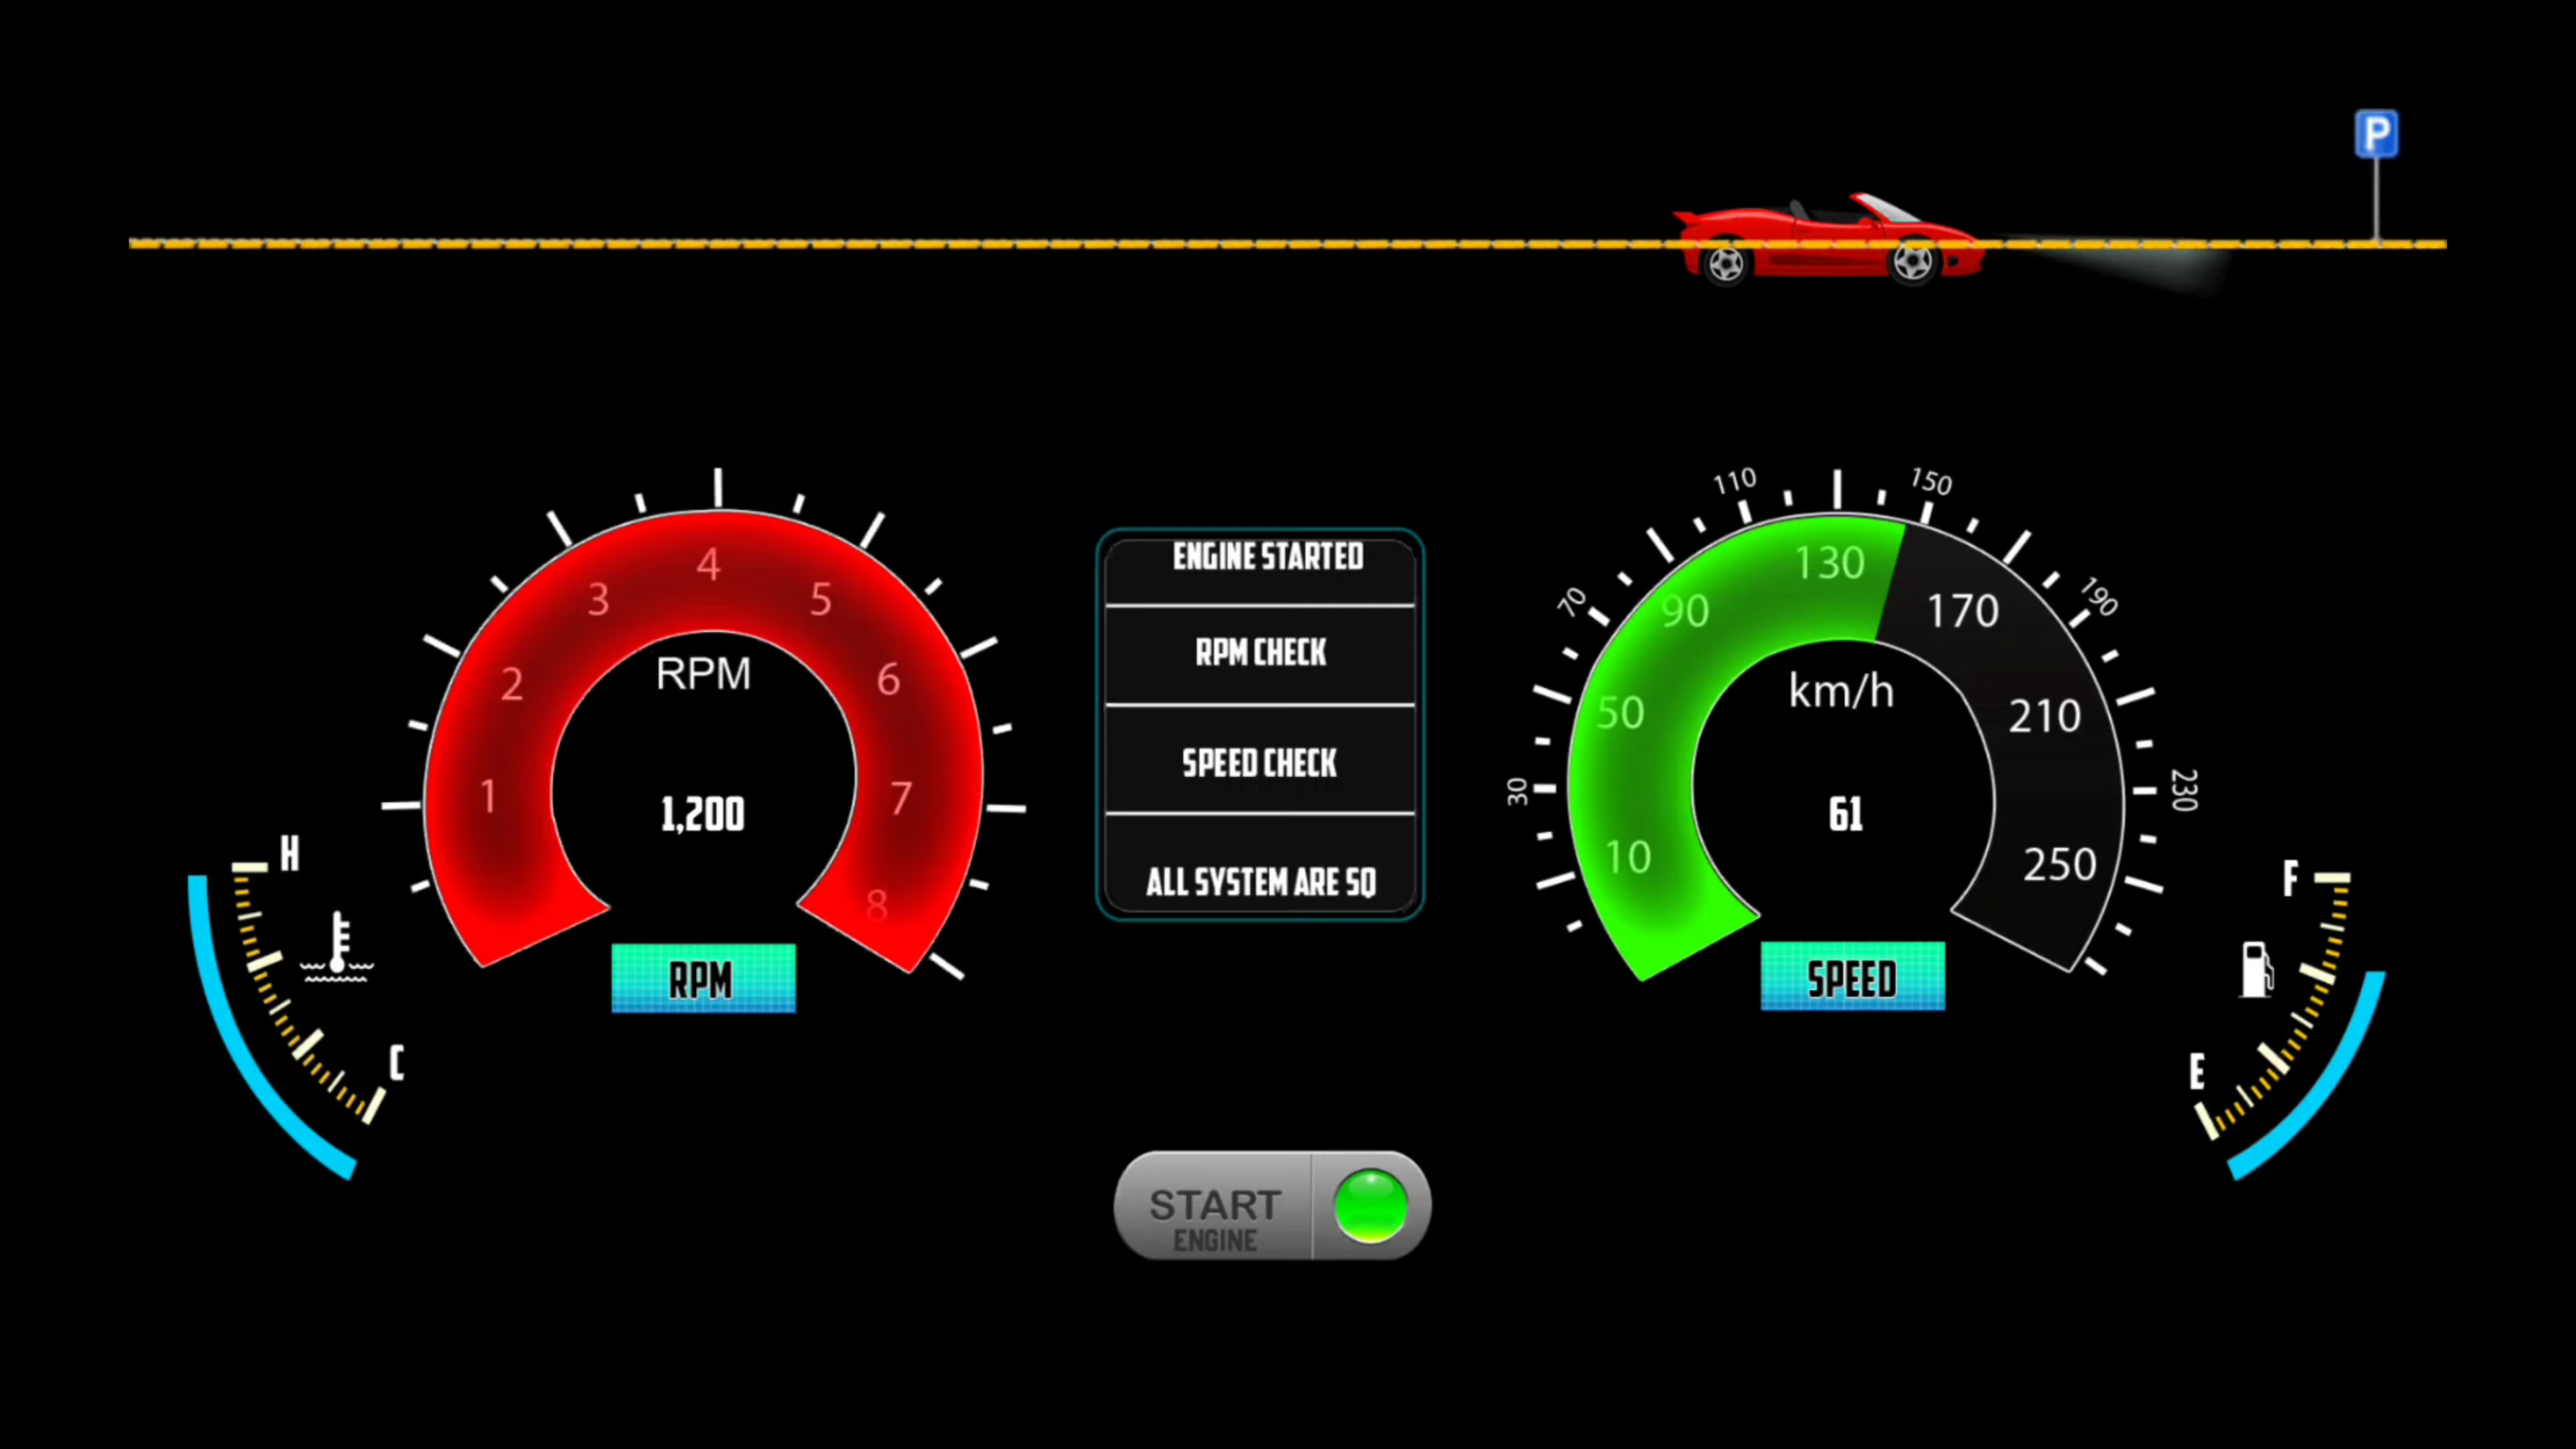 P
110
150
70
190
30
230
1
2
3
4
5
6
7
8
RPM
1,200
RPM
ENGINE STARTED
RPM CHECK
SPEED CHECK
ALL SYSTEM ARE SQ
10
50
90
130
170
210
250
km/h
61
SPEED
H
C
F
E
START
ENGINE